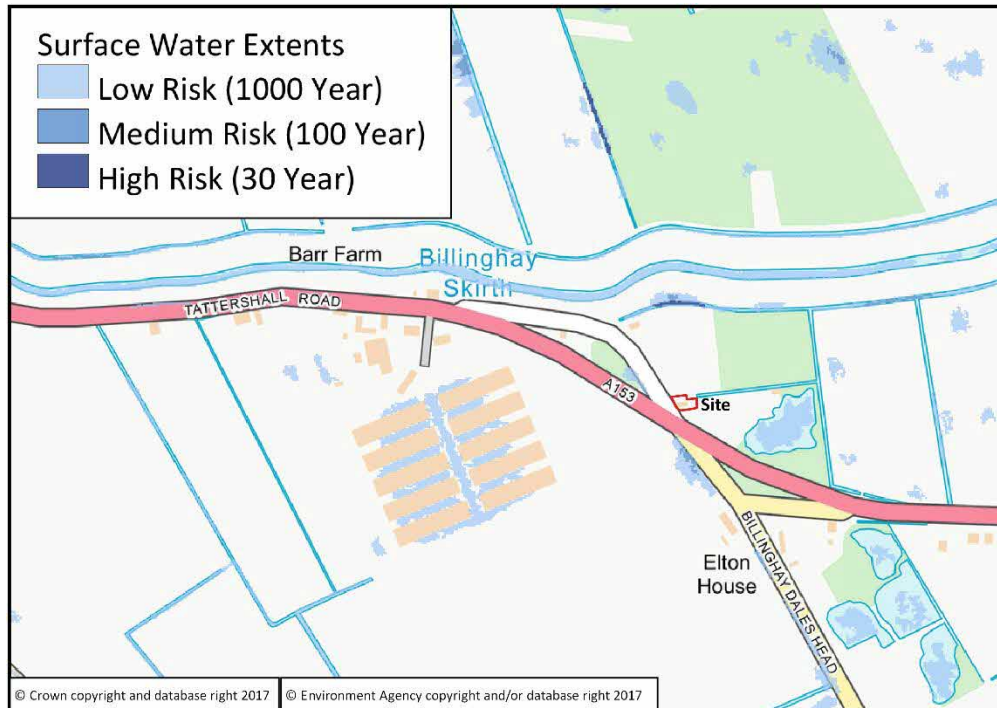 Surface Water Extents
Low Risk (1000 Year)
Medium Risk (100 Year)
High Risk (30 Year)
Barr Farm
Billinghay
Skirth
TATTERSHALL ROAD
A153
Site
Elton
House
BILLINGHAY DALES HEAD
© Crown copyright and database right 2017
© Environment Agency copyright and/or database right 2017